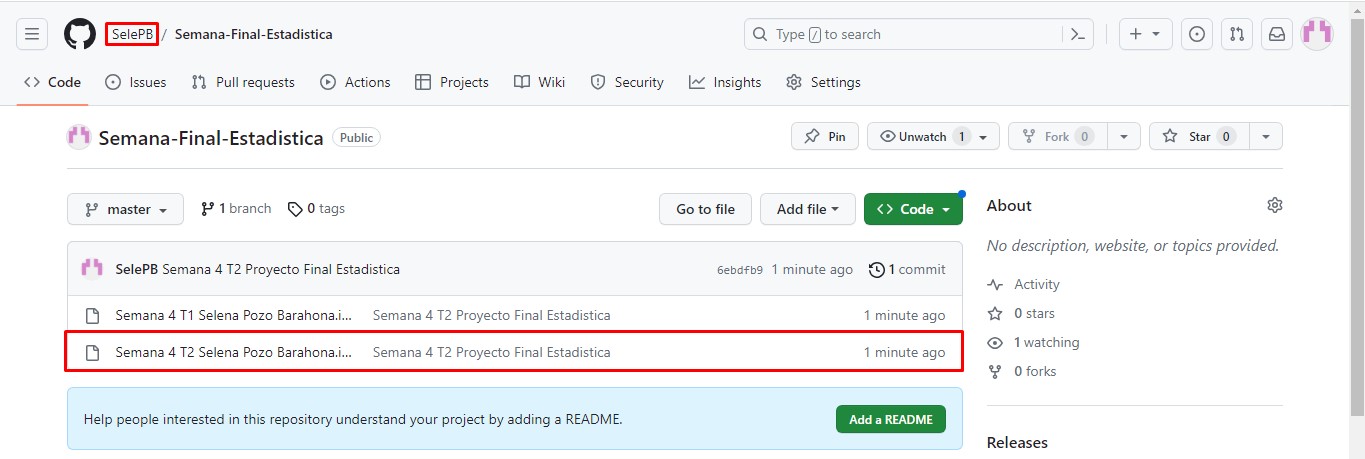 SelePB / Semana-Final-Estadistica
Type / to search
Code Issues Pull requests Actions Projects Wiki Security Insights Settings
Semana-Final-Estadistica Public
Pin Unwatch 1 Fork 0 Star 0
master 1 branch 0 tags Go to file Add file Code
SelePB Semana 4 T2 Proyecto Final Estadistica 6ebdfb9 1 minute ago 1 commit
Semana 4 T1 Selena Pozo Barahona.i... Semana 4 T2 Proyecto Final Estadistica 1 minute ago
Semana 4 T2 Selena Pozo Barahona.i... Semana 4 T2 Proyecto Final Estadistica 1 minute ago
Help people interested in this repository understand your project by adding a README. Add a README
About
No description, website, or topics provided.
Activity
0 stars
1 watching
0 forks
Releases